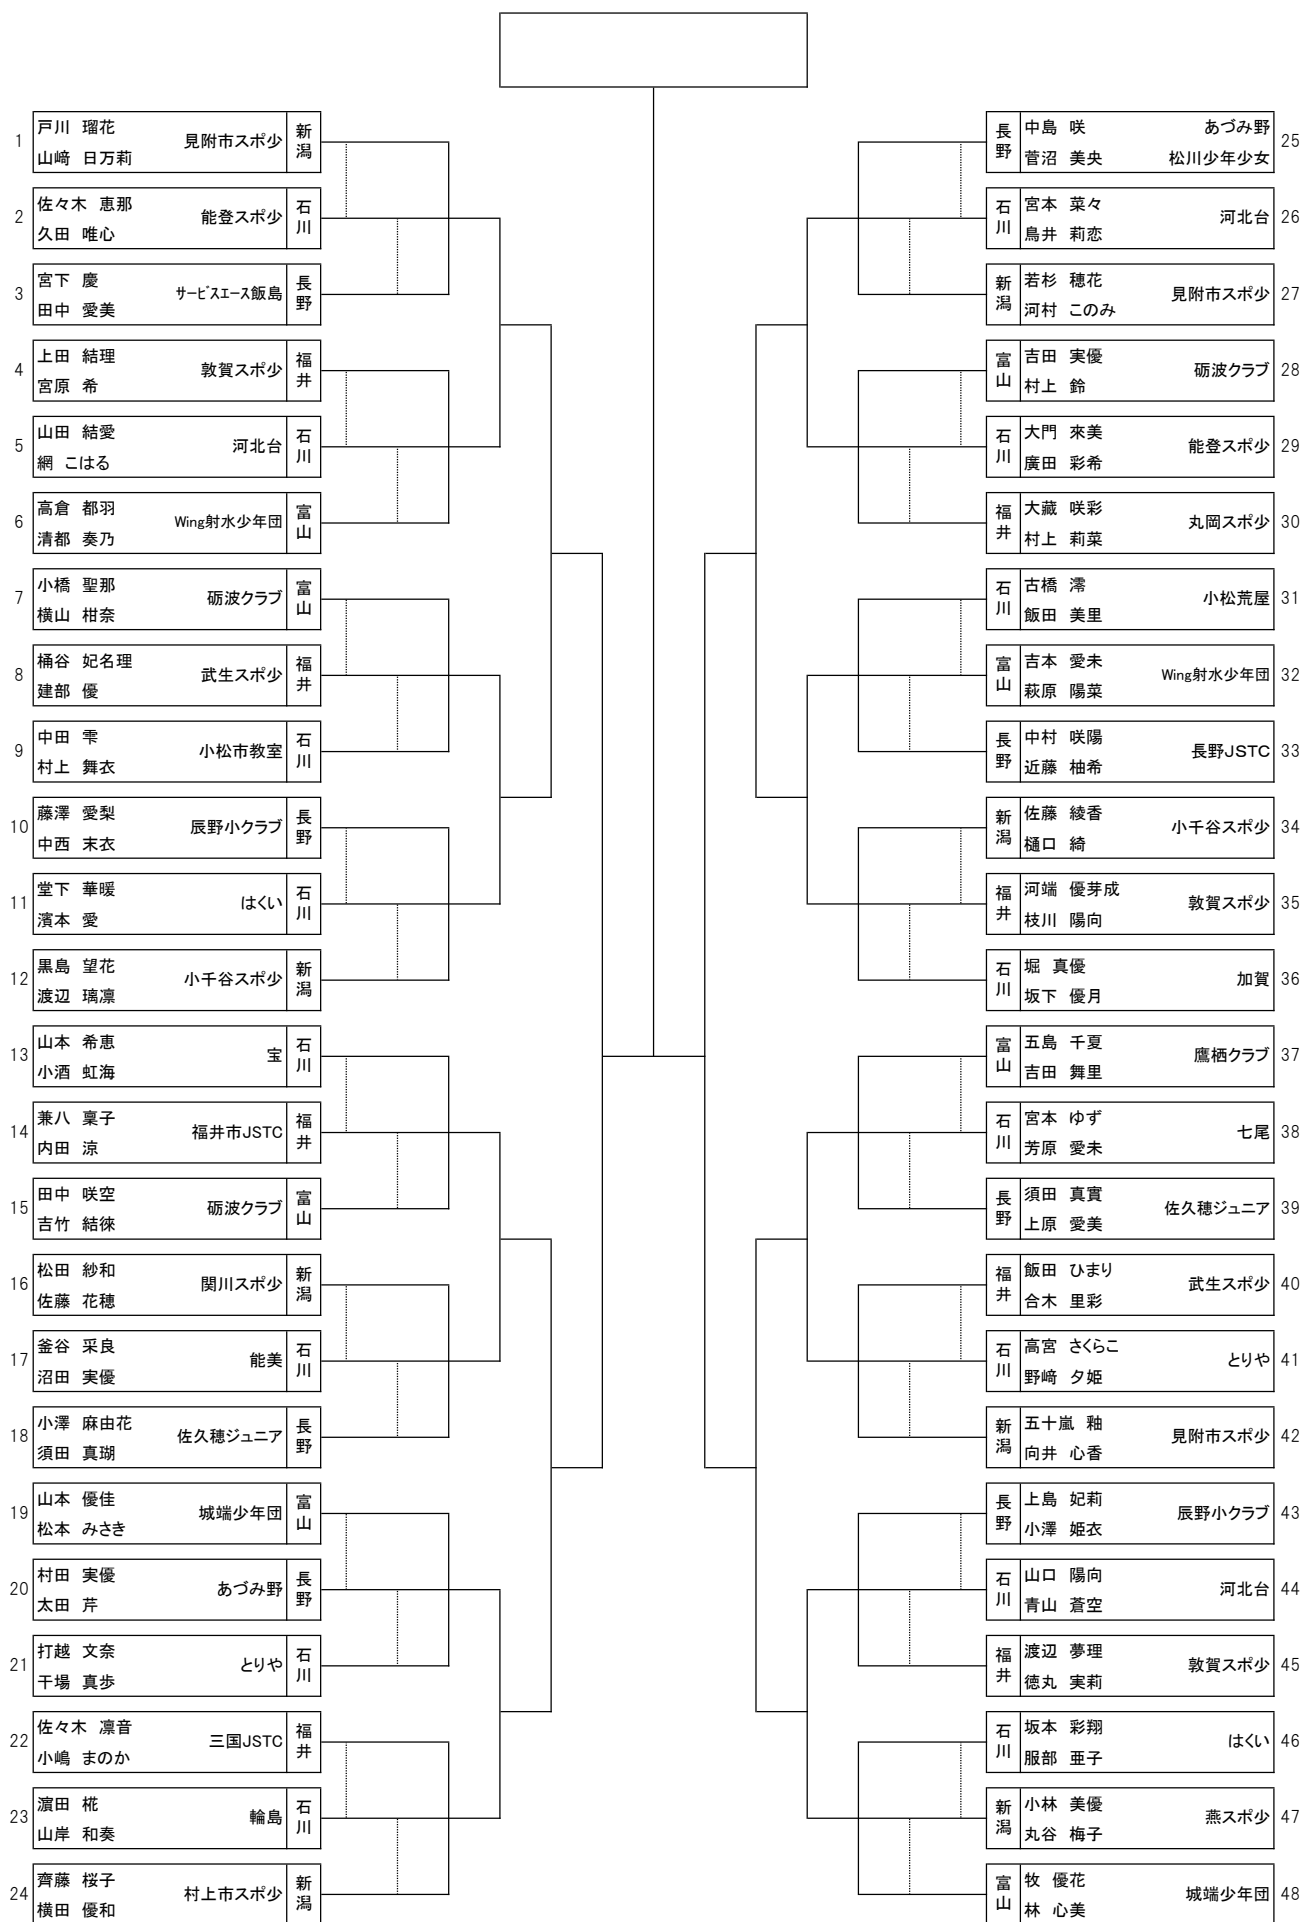 1 戸川 瑠花 見附市スポ少 新潟
山﨑 日万莉
2 佐々木 恵那 能登スポ少 石川
久田 唯心
3 宮下 慶 サービスエース飯島 長野
田中 愛美
4 上田 結理 敦賀スポ少 福井
宮原 希
5 山田 結愛 河北台 石川
網 こはる
6 高倉 都羽 Wing射水少年団 富山
清都 奏乃
7 小橋 聖那 砺波クラブ 富山
横山 柑奈
8 桶谷 妃名理 武生スポ少 福井
建部 優
9 中田 雫 小松市教室 石川
村上 舞衣
10 藤澤 愛梨 辰野小クラブ 長野
中西 末衣
11 堂下 華暖 はくい 石川
濱本 愛
12 黒島 望花 小千谷スポ少 新潟
渡辺 璃凛
13 山本 希恵 宝 石川
小酒 虹海
14 兼八 稟子 福井市JSTC 福井
内田 涼
15 田中 咲空 砺波クラブ 富山
吉竹 結徠
16 松田 紗和 関川スポ少 新潟
佐藤 花穂
17 釜谷 采良 能美 石川
沼田 実優
18 小澤 麻由花 佐久穂ジュニア 長野
須田 真瑚
19 山本 優佳 城端少年団 富山
松本 みさき
20 村田 実優 あづみ野 長野
太田 芹
21 打越 文奈 とりや 石川
干場 真歩
22 佐々木 凛音 三国JSTC 福井
小嶋 まのか
23 濵田 椛 輪島 石川
山岸 和奏
24 齊藤 桜子 村上市スポ少 新潟
横田 優和
長野 中島 咲 あづみ野 25
菅沼 美央 松川少年少女
石川 宮本 菜々 河北台 26
鳥井 莉恋
新潟 若杉 穂花 見附市スポ少 27
河村 このみ
富山 吉田 実優 砺波クラブ 28
村上 鈴
石川 大門 來美 能登スポ少 29
廣田 彩希
福井 大藏 咲彩 丸岡スポ少 30
村上 莉菜
石川 古橋 澪 小松荒屋 31
飯田 美里
富山 吉本 愛未 Wing射水少年団 32
萩原 陽菜
長野 中村 咲陽 長野JSTC 33
近藤 柚希
新潟 佐藤 綾香 小千谷スポ少 34
樋口 綺
福井 河端 優芽成 敦賀スポ少 35
枝川 陽向
石川 堀 真優 加賀 36
坂下 優月
富山 五島 千夏 鷹栖クラブ 37
吉田 舞里
石川 宮本 ゆず 七尾 38
芳原 愛未
長野 須田 真實 佐久穂ジュニア 39
上原 愛美
福井 飯田 ひまり 武生スポ少 40
合木 里彩
石川 高宮 さくらこ とりや 41
野﨑 夕姫
新潟 五十嵐 釉 見附市スポ少 42
向井 心香
長野 上島 妃莉 辰野小クラブ 43
小澤 姫衣
石川 山口 陽向 河北台 44
青山 蒼空
福井 渡辺 夢理 敦賀スポ少 45
徳丸 実莉
石川 坂本 彩翔 はくい 46
服部 亜子
新潟 小林 美優 燕スポ少 47
丸谷 梅子
富山 牧 優花 城端少年団 48
林 心美